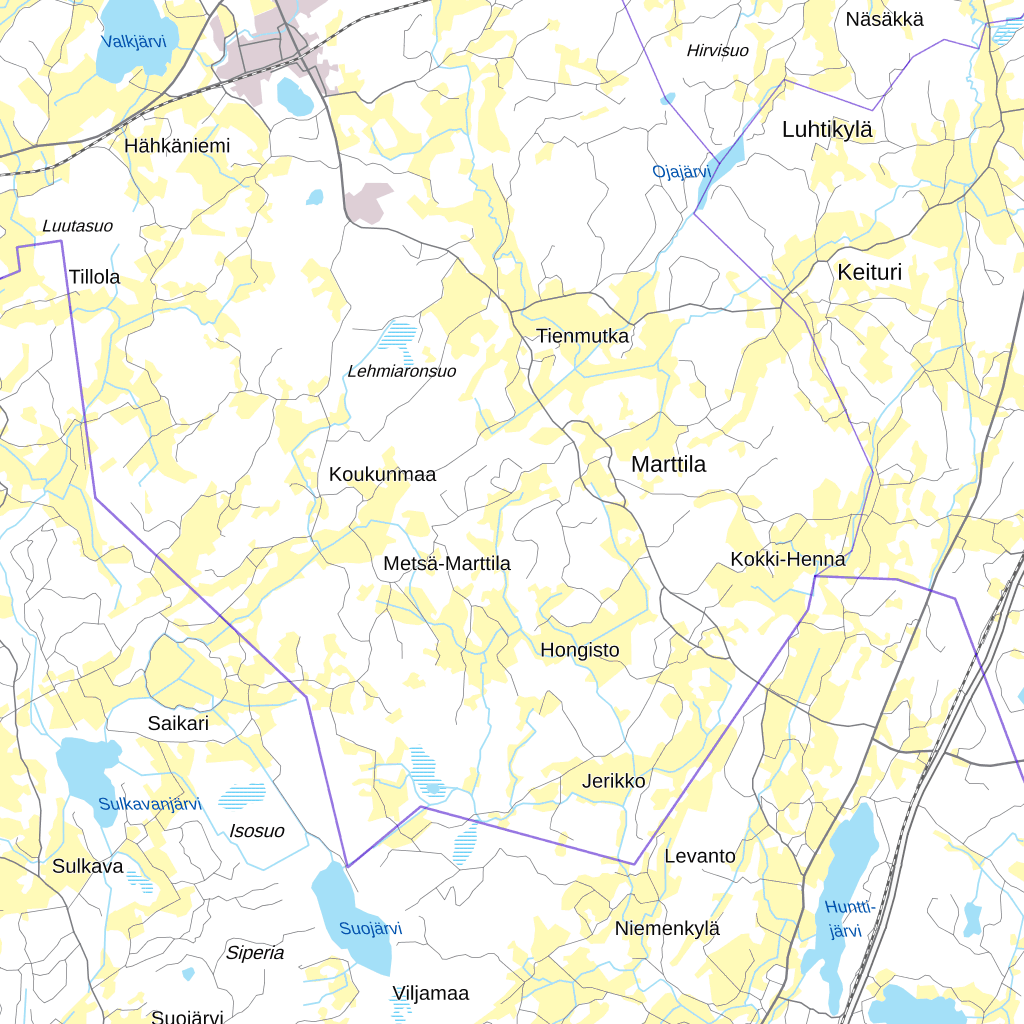 Näsäkkä
Valkjärvi
Hirvisuo
Luhtikylä
Hähkäniemi
Ojajärvi
Luutasuo
Tillola
Keituri
Tienmutka
Lehmiaronsuo
Marttila
Koukunmaa
Kokki-Henna
Metsä-Marttila
Hongisto
Saikari
Jerikko
Sulkavanjärvi
Isosuo
Levanto
Sulkava
Huntti-
järvi
Suojärvi
Niemenkylä
Siperia
Viljamaa
Suojärvi